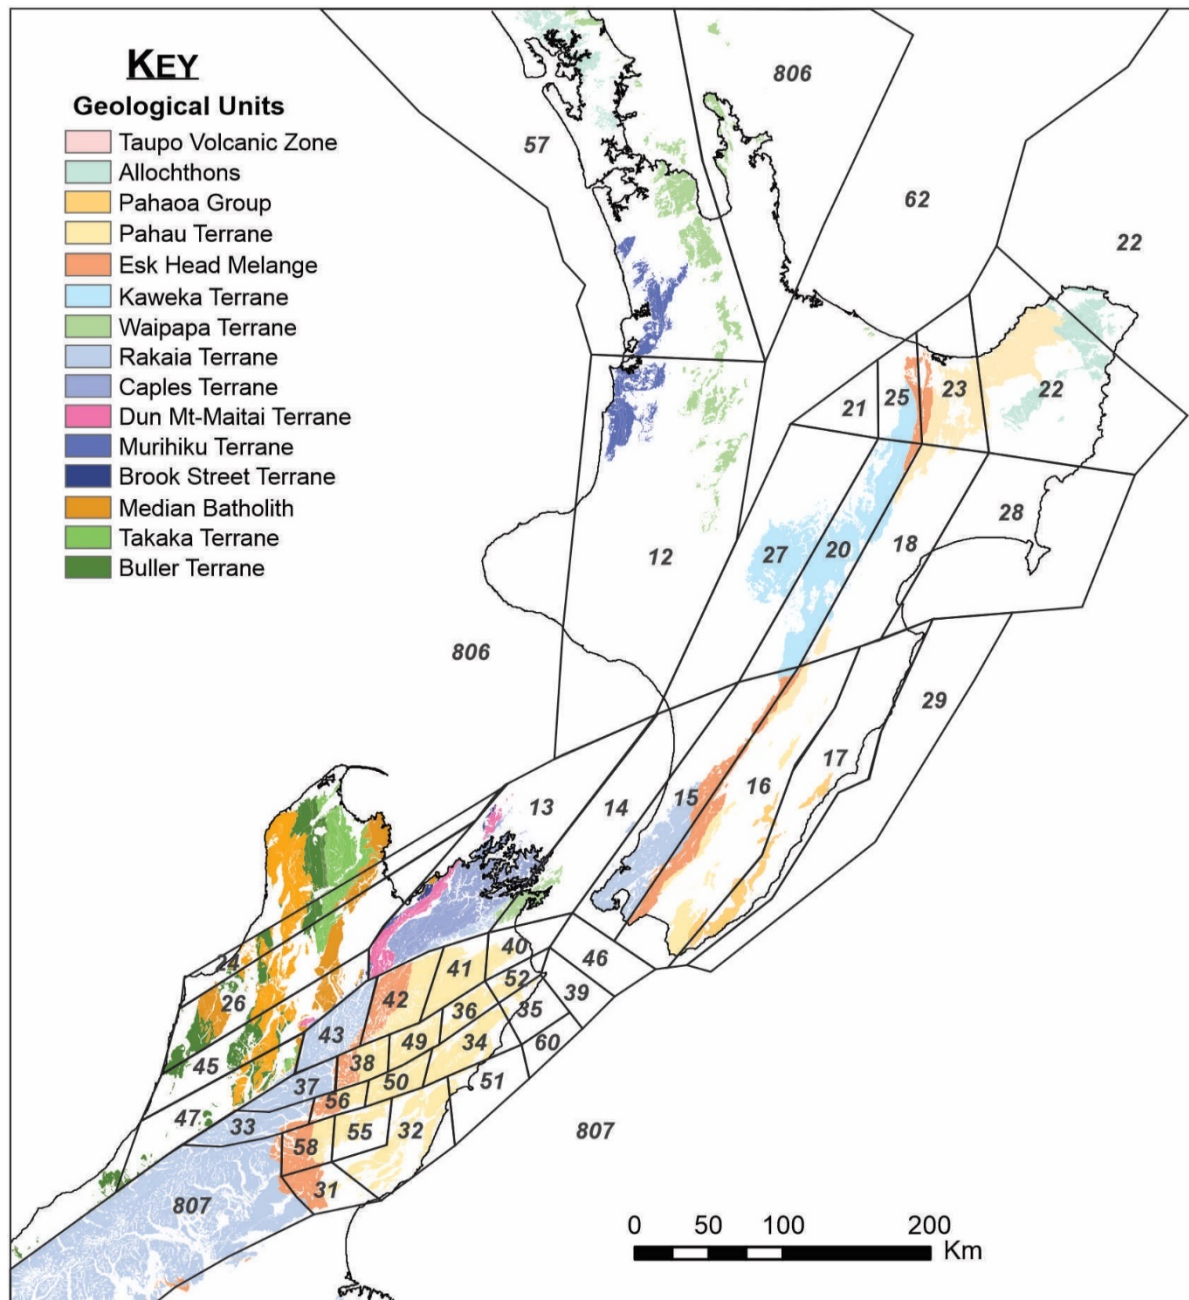 KEY
Geological Units
Taupo Volcanic Zone
Allochthons
Pahaoa Group
Pahau Terrane
Esk Head Melange
Kaweka Terrane
Waipapa Terrane
Rakaia Terrane
Caples Terrane
Dun Mt-Maitai Terrane
Murihiku Terrane
Brook Street Terrane
Median Batholith
Takaka Terrane
Buller Terrane
806
57
62
22
21
25
23
22
28
18
20
27
12
806
29
17
16
15
14
13
24
26
45
47
33
43
37
42
41
40
52
46
39
35
36
49
38
34
60
50
51
56
55
32
58
31
807
807
0 50 100 200
Km